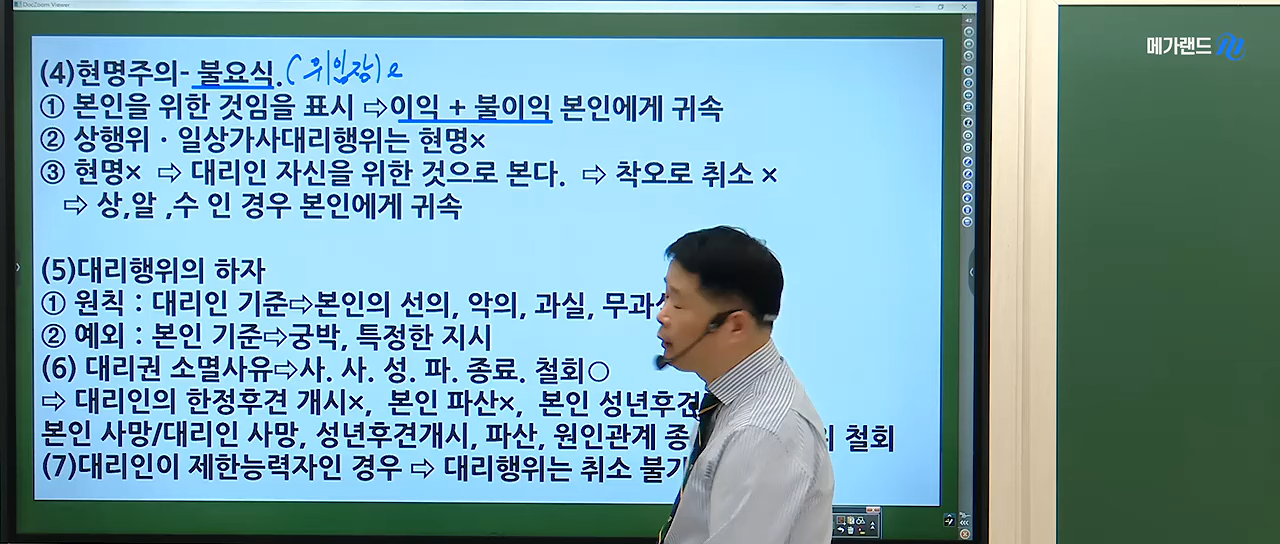 DocZoom Viewer
메가랜드
(4)현명주의- 불요식.(위임장)
① 본인을 위한 것임을 표시 ⇨이익 + 불이익 본인에게 귀속
② 상행위 · 일상가사대리행위는 현명×
③ 현명× ⇨ 대리인 자신을 위한 것으로 본다. ⇨ 착오로 취소 ×
⇨ 상,알 ,수 인 경우 본인에게 귀속
(5)대리행위의 하자
① 원칙 : 대리인 기준⇨본인의 선의, 악의, 과실,
② 예외 : 본인 기준⇨궁박, 특정한 지시
(6) 대리권 소멸사유⇨사. 사. 성. 파. 종료. 철회○
⇨ 대리인의 한정후견 개시×, 본인 파산×, 본인 성년후견
본인 사망/대리인 사망, 성년후견개시, 파산, 원인관계 철회
(7)대리인이 제한능력자인 경우 ⇨ 대리행위는 취소